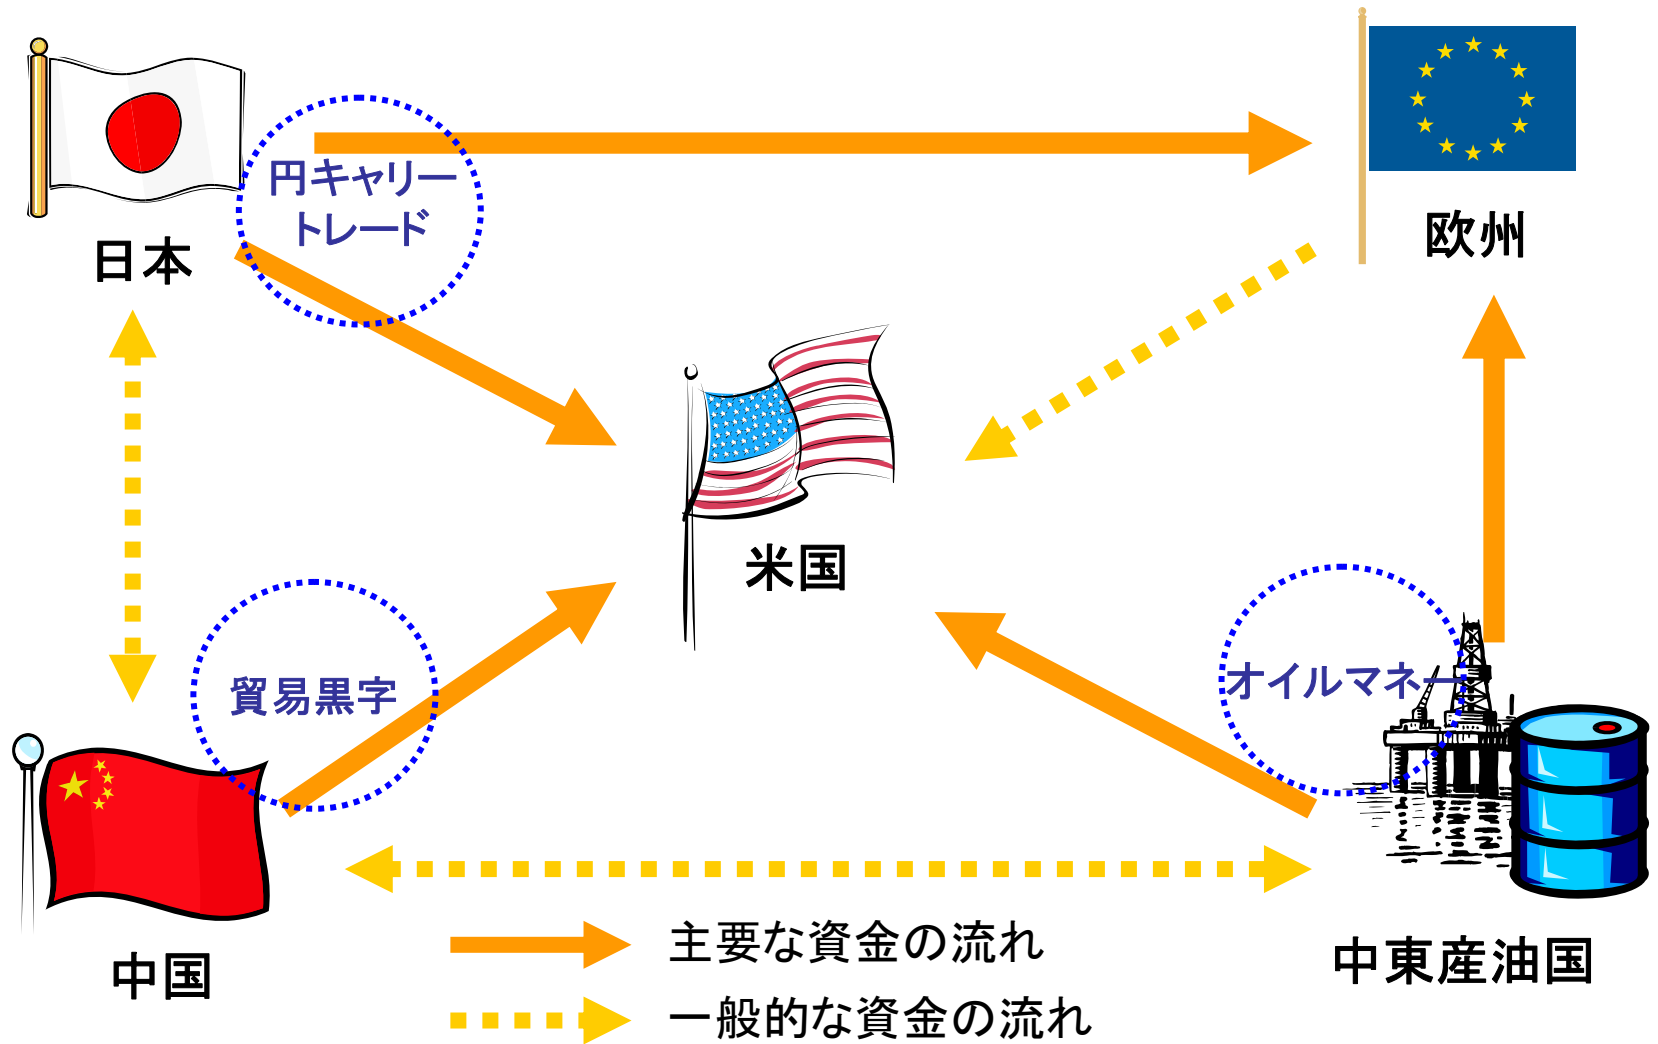 円キャリー
トレード
日本
欧州
米国
貿易黒字
オイルマネー
中国
中東産油国
主要な資金の流れ
一般的な資金の流れ